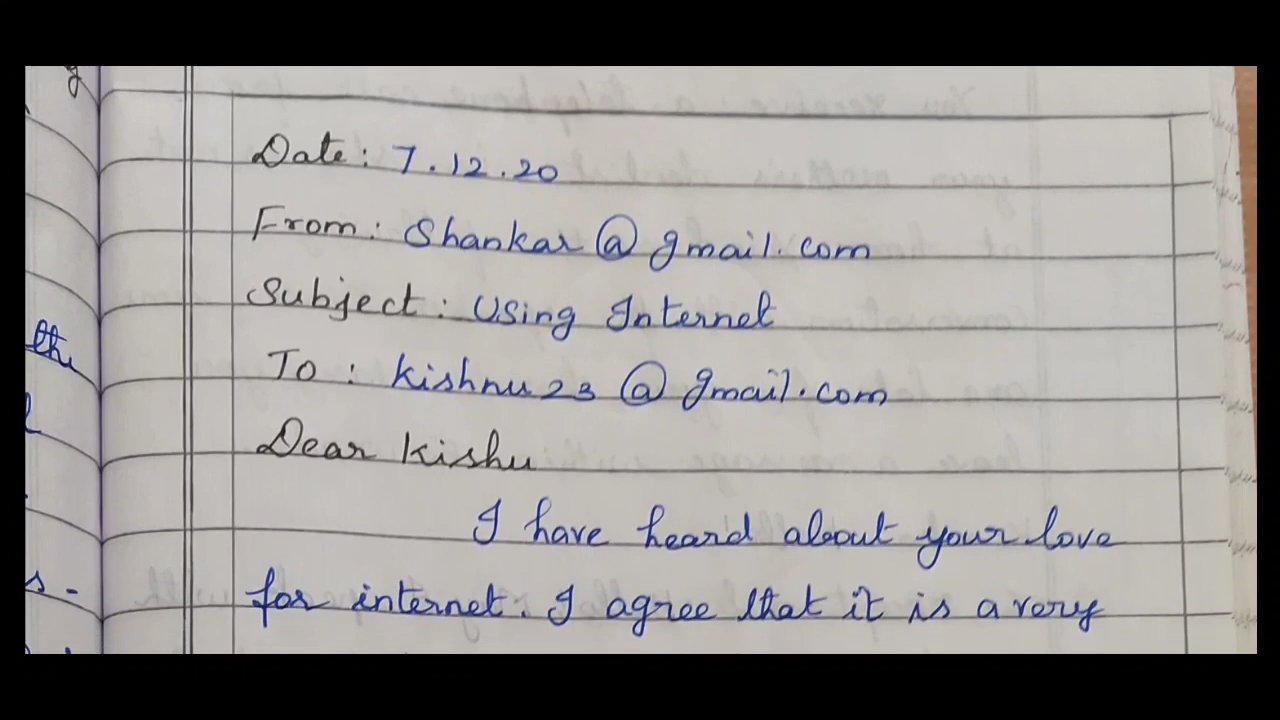 Date: 7.12.20
From: Shankar@gmail.com
Subject: Using Internet
To: kishnu23@gmail.com
Dear Kishu
I have heard about your love
for internet. I agree that it is a very
the